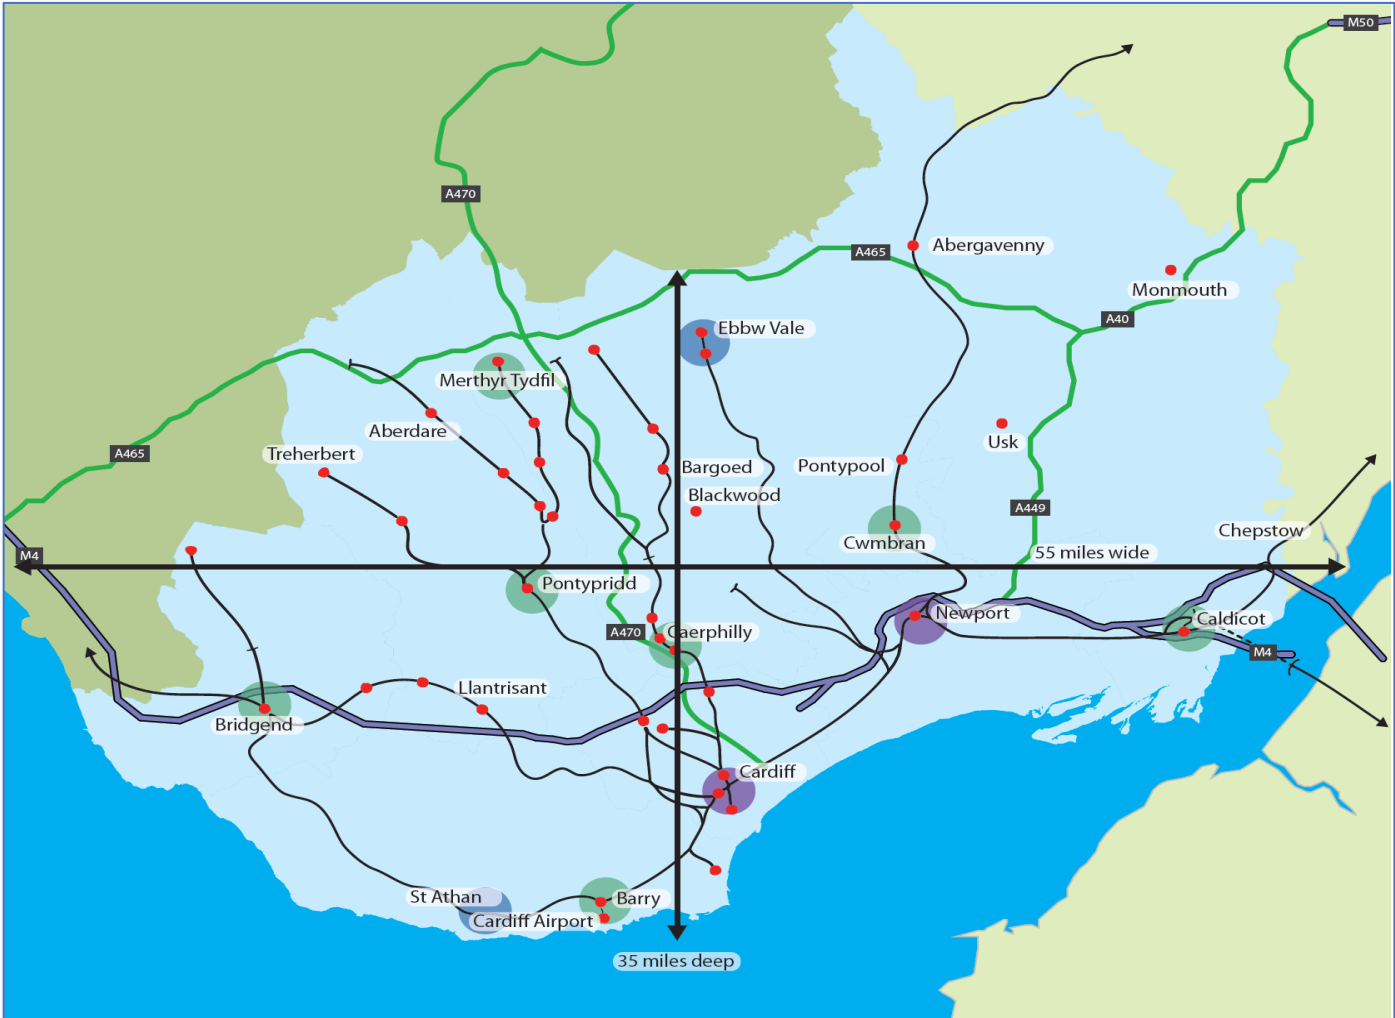 M50
A470
Abergavenny
A465
Monmouth
A40
Ebbw Vale
Merthyr Tydfil
Aberdare
Usk
A465
Treherbert
Bargoed
Pontypool
Blackwood
A449
Chepstow
Cwmbran
M4
55 miles wide
Pontypridd
Newport
Caldicot
A470
Caerphilly
M4
Llantrisant
Bridgend
Cardiff
St Athan
Barry
Cardiff Airport
35 miles deep